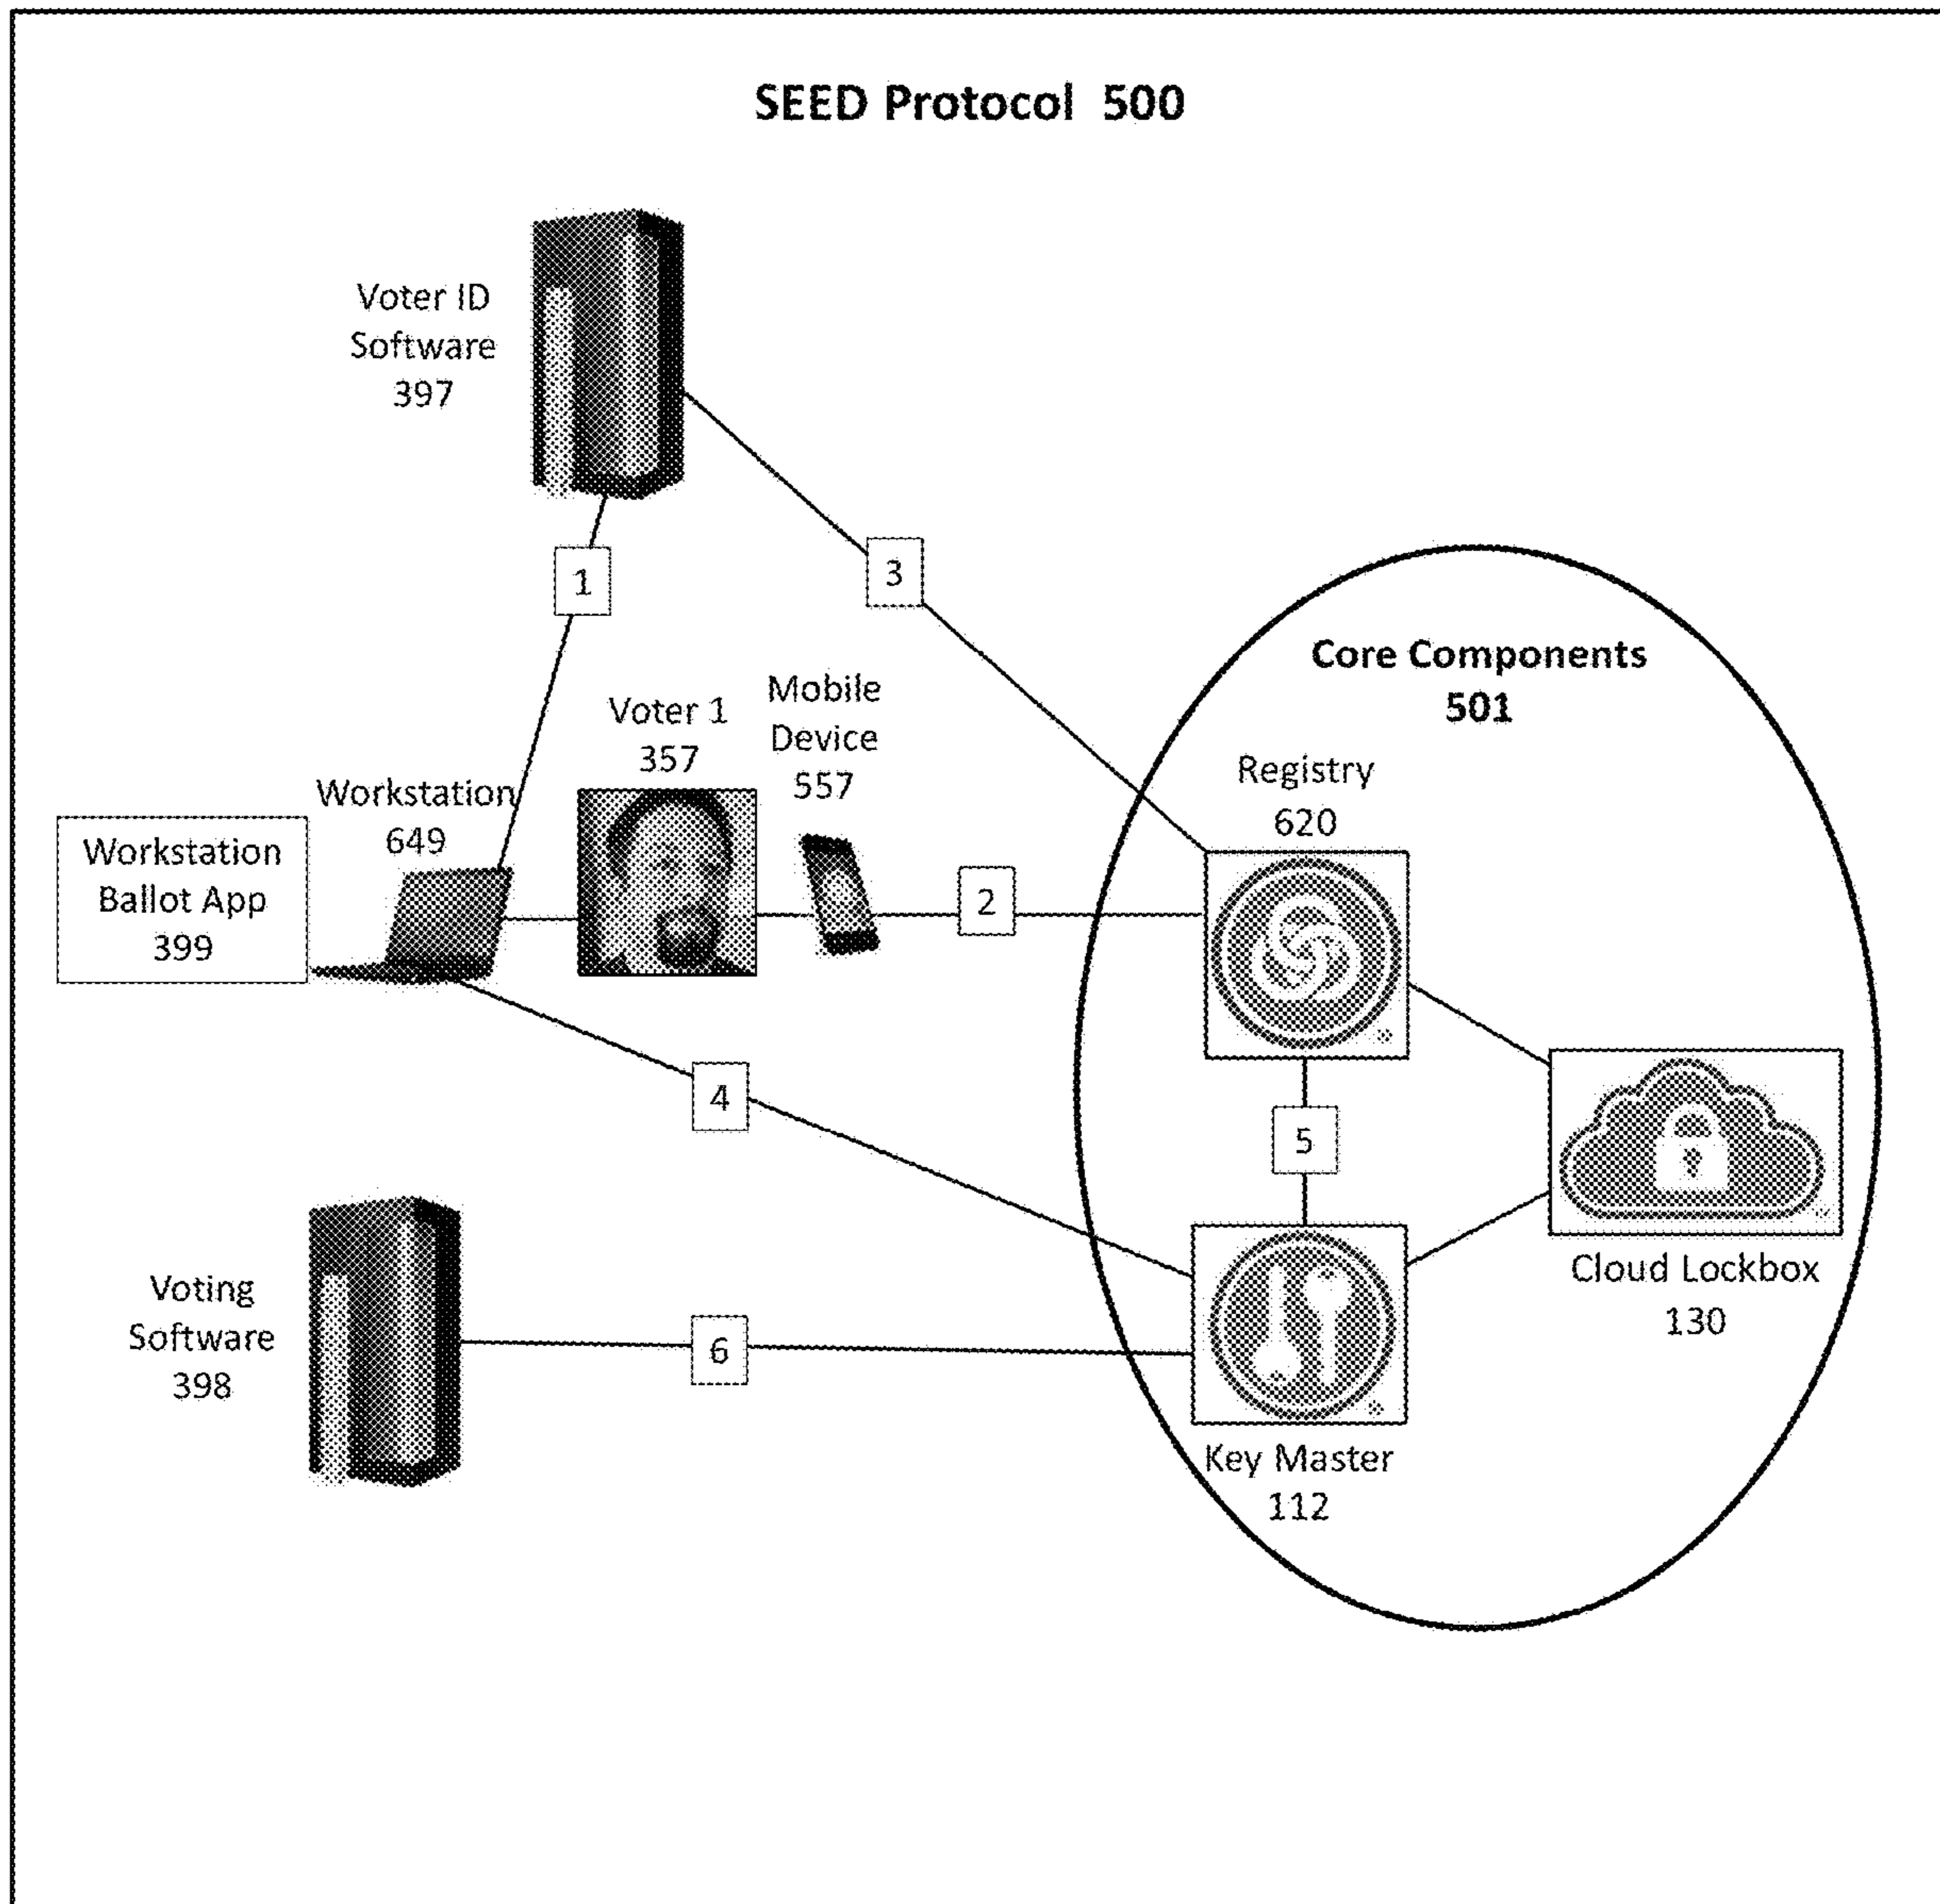 SEED Protocol 500
Voter ID
Software
397
1
3
Core Components
501
Mobile
Device
557
Voter 1
357
Workstation
649
Workstation
Ballot App
399
2
Registry
620
4
5
Cloud Lockbox
130
Voting
Software
398
6
Key Master
112